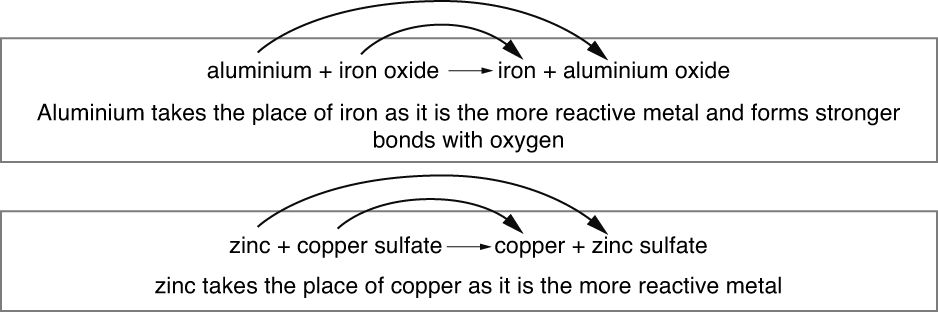 aluminium + iron oxide → iron + aluminium oxide
Aluminium takes the place of iron as it is the more reactive metal and forms stronger
bonds with oxygen
zinc + copper sulfate → copper + zinc sulfate
zinc takes the place of copper as it is the more reactive metal